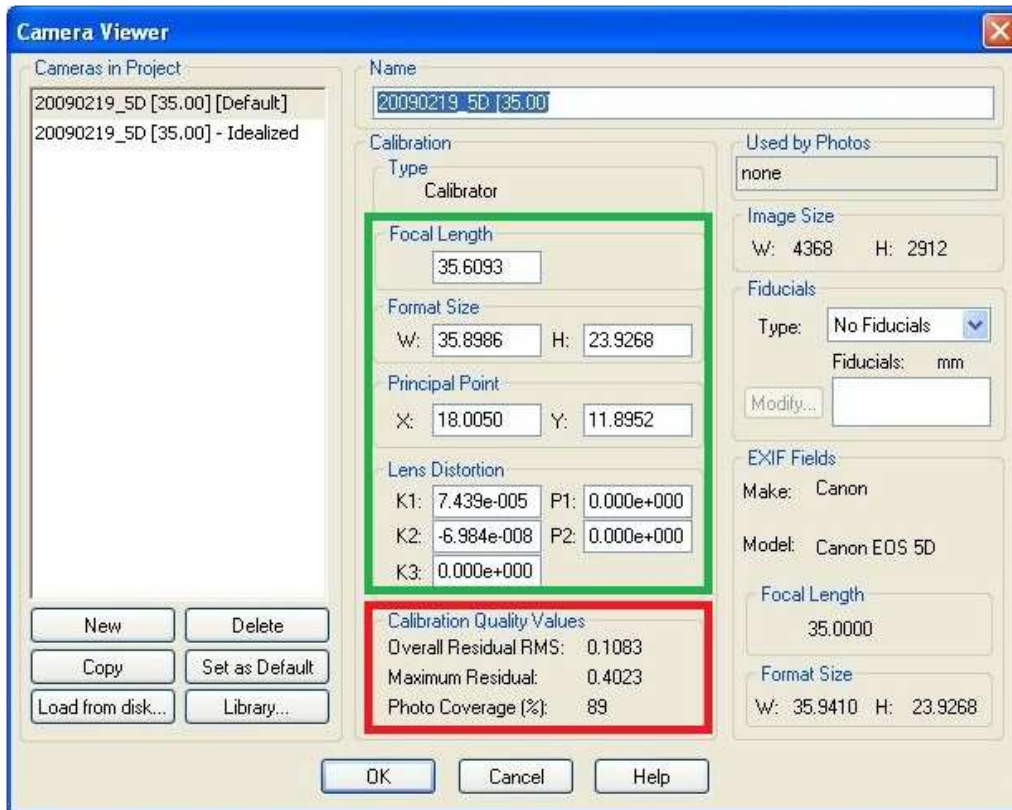 Camera Viewer
Cameras in Project
20090219_5D [35.00] [Default]
20090219_5D [35.00] - Idealized
New
Delete
Copy
Set as Default
Load from disk...
Library...
Name
20090219_5D [35.00]
Calibration
Type
Calibrator
Focal Length
35.6093
Format Size
W: 35.8986 H: 23.9268
Principal Point
X: 18.0050 Y: 11.8952
Lens Distortion
K1: 7.439e-005 P1: 0.000e+000
K2: -6.984e-008 P2: 0.000e+000
K3: 0.000e+000
Calibration Quality Values
Overall Residual RMS: 0.1083
Maximum Residual: 0.4023
Photo Coverage (%): 89
Used by Photos
none
Image Size
W: 4368 H: 2912
Fiducials
Type: No Fiducials
Fiducials: mm
Modify...
EXIF Fields
Make: Canon
Model: Canon EOS 5D
Focal Length
35.0000
Format Size
W: 35.9410 H: 23.9268
OK
Cancel
Help